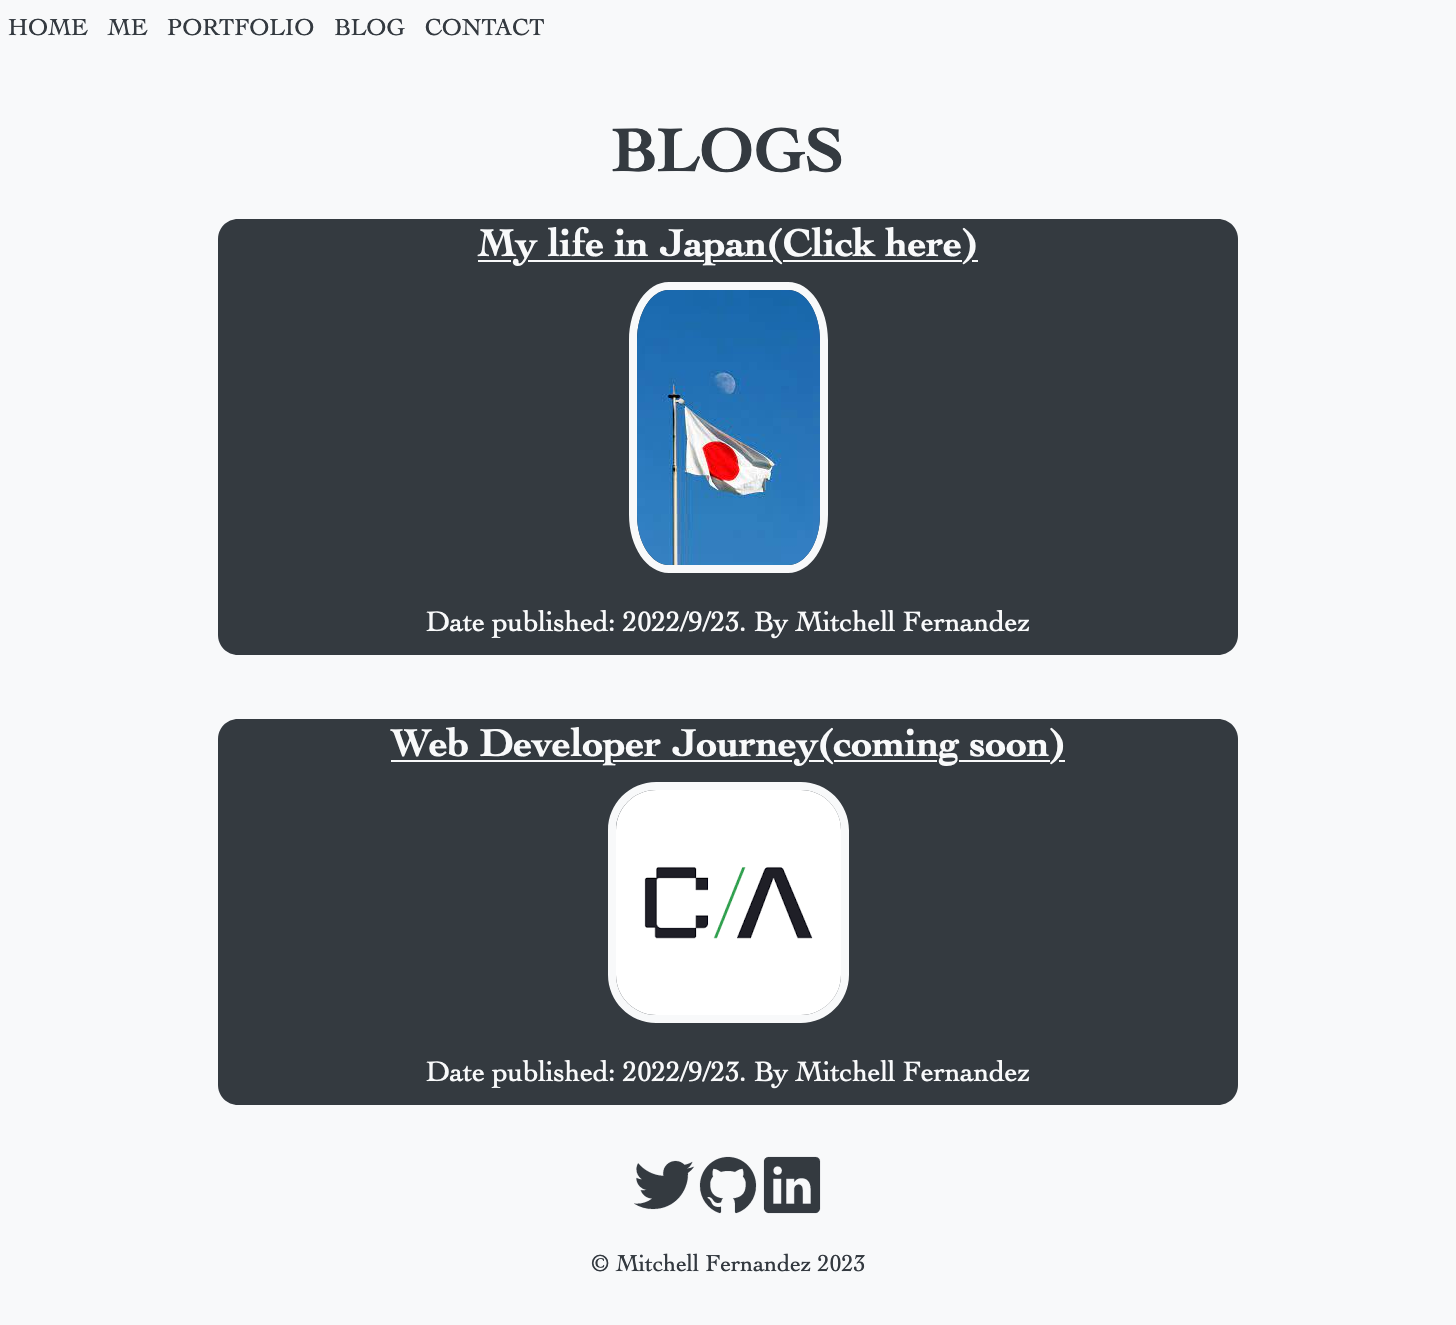 HOME ME PORTFOLIO BLOG CONTACT
BLOGS
My life in Japan(Click here)
Date published: 2022/9/23. By Mitchell Fernandez
Web Developer Journey(coming soon)
C/A
Date published: 2022/9/23. By Mitchell Fernandez
in
© Mitchell Fernandez 2023